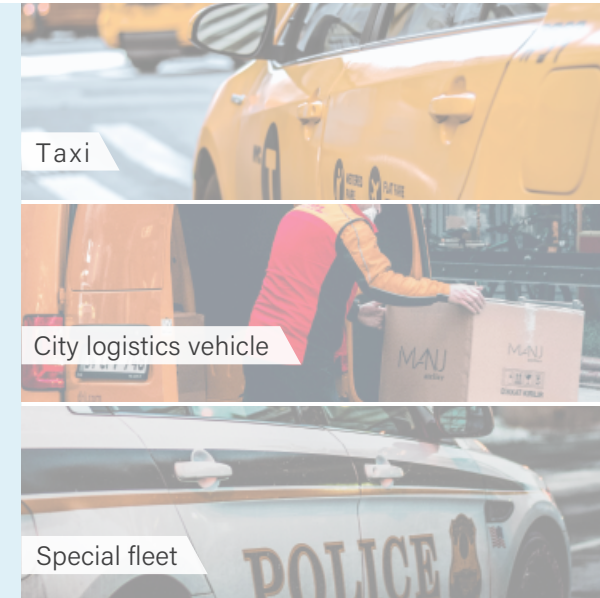 Taxi
City logistics vehicle
MANJ
MANJ
Special fleet
POLICE